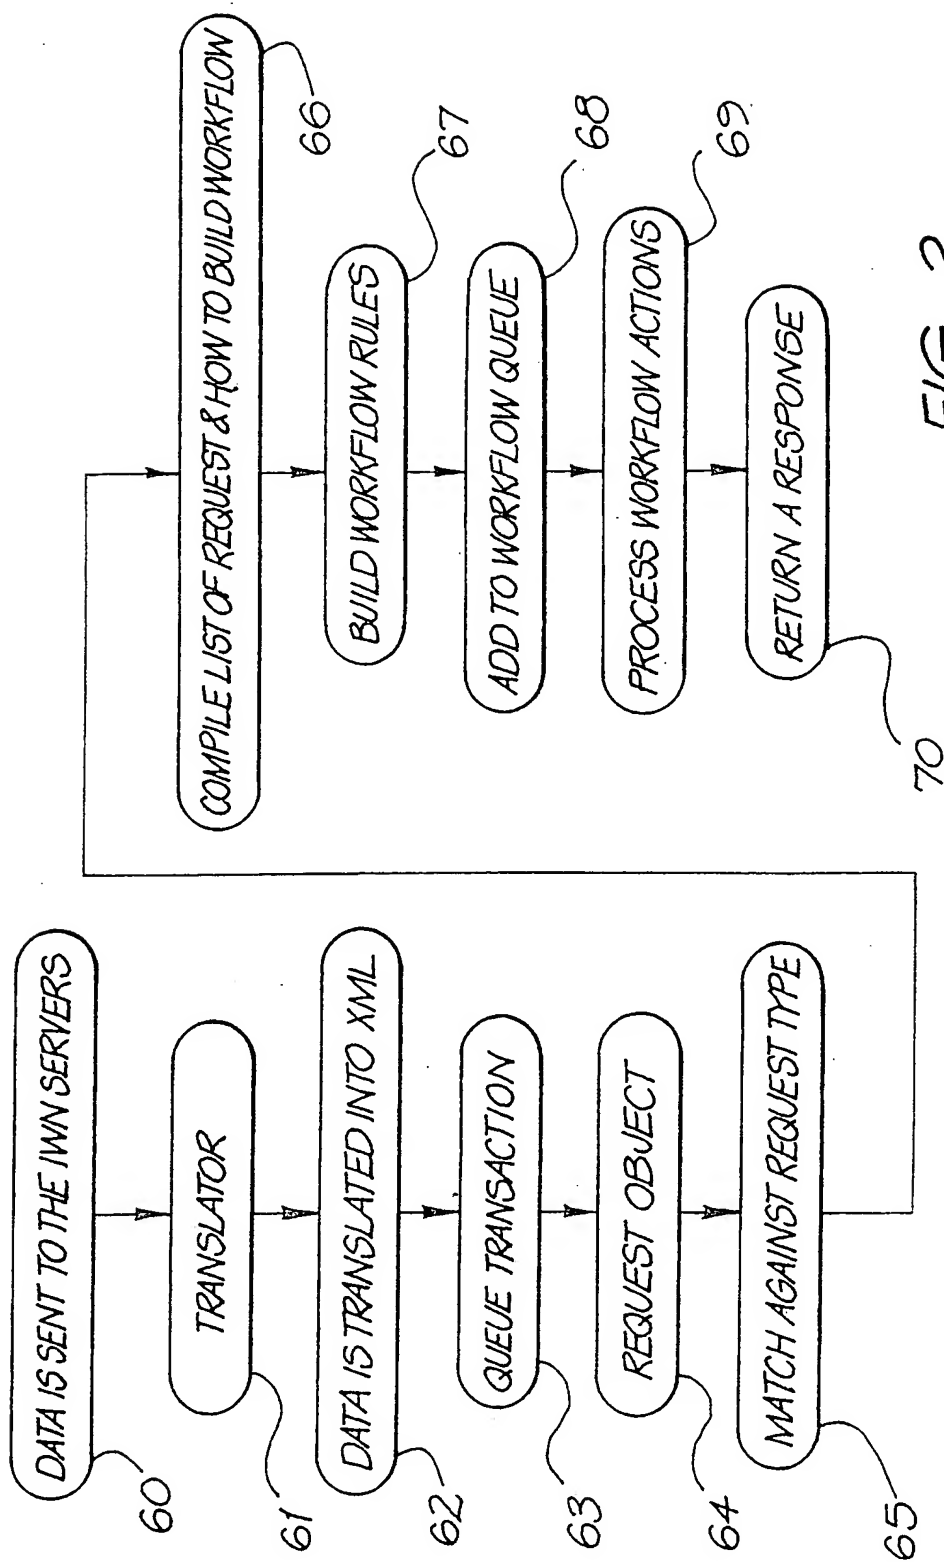 DATA IS SENT TO THE IWN SERVERS
60
TRANSLATOR
61
DATA IS TRANSLATED INTO XML
62
QUEUE TRANSACTION
63
REQUEST OBJECT
64
MATCH AGAINST REQUEST TYPE
65
COMPILE LIST OF REQUEST & HOW TO BUILD WORKFLOW
66
BUILD WORKFLOW RULES
67
ADD TO WORKFLOW QUEUE
68
PROCESS WORKFLOW ACTIONS
69
RETURN A RESPONSE
70
FIG.